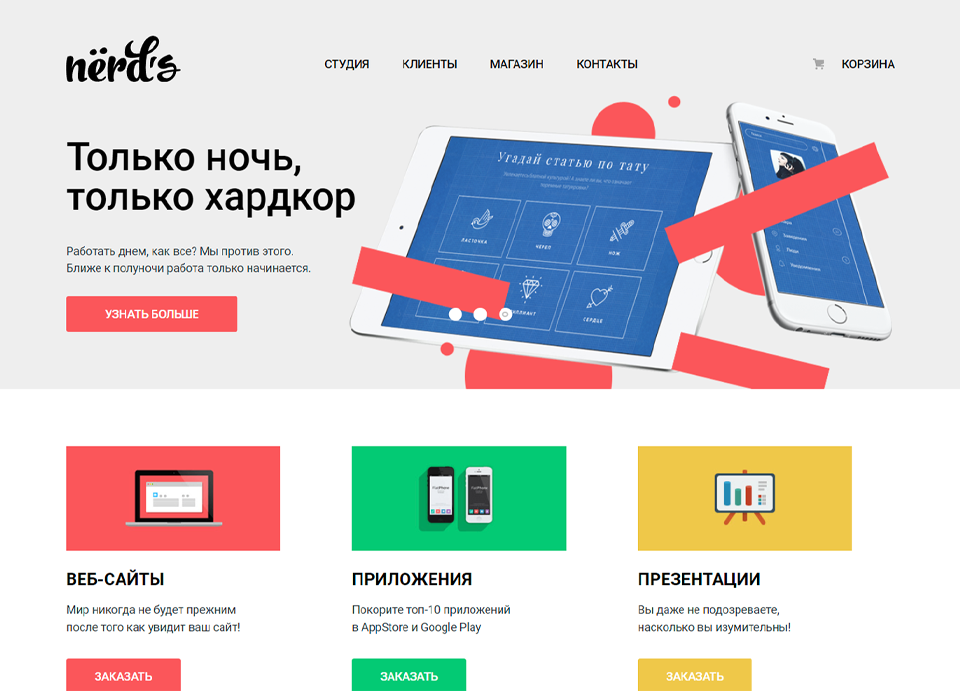 nёrd's
СТУДИЯ
КЛИЕНТЫ
МАГАЗИН
КОНТАКТЫ
КОРЗИНА
Только ночь,
только хардкор
Работать днем, как все? Мы против этого.
Ближе к полуночи работа только начинается.
УЗНАТЬ БОЛЬШЕ
Угадай статью по тату
ЛАСТОЧКА
ЧЕРЕП
НОЖ
СЕРДЦЕ
ВЕБ-САЙТЫ
Мир никогда не будет прежним
после того как увидит ваш сайт!
ЗАКАЗАТЬ
ПРИЛОЖЕНИЯ
Покорите топ-10 приложений
в AppStore и Google Play
ЗАКАЗАТЬ
ПРЕЗЕНТАЦИИ
Вы даже не подозреваете,
насколько вы изумительны!
ЗАКАЗАТЬ